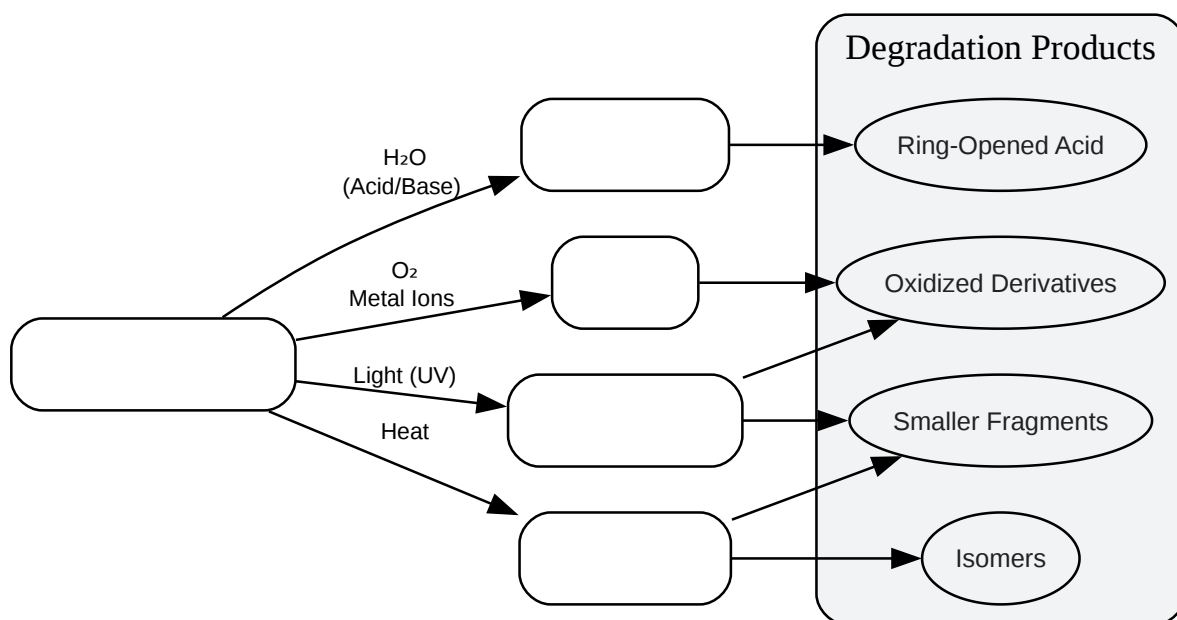 Degradation Products
H₂O
(Acid/Base)
Ring-Opened Acid
O₂
Metal Ions
Oxidized Derivatives
Light (UV)
Smaller Fragments
Heat
Isomers